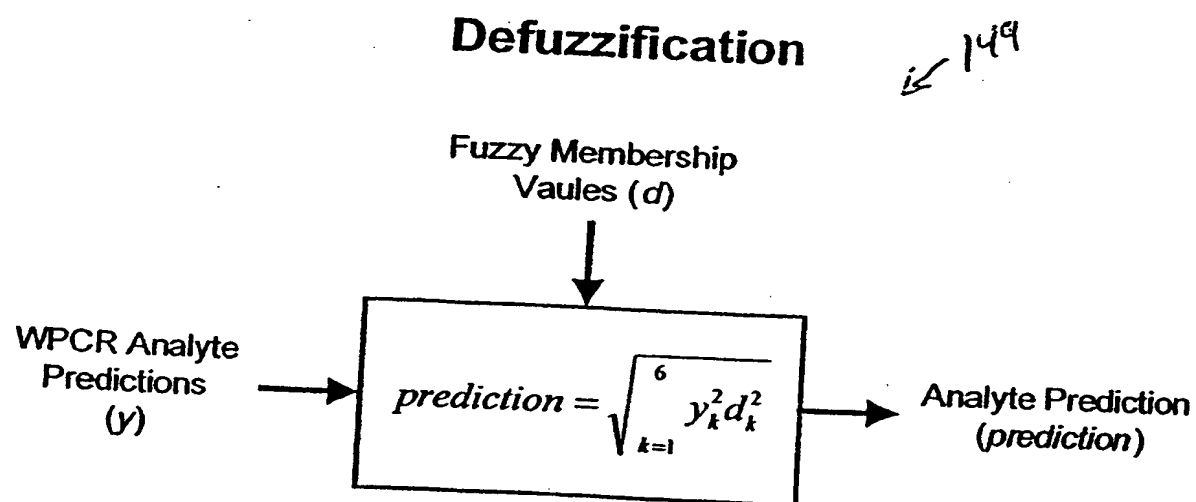 Defuzzification
149
Fuzzy Membership
Vaules (d)
WPCR Analyte
Predictions
(y)
prediction = √ 6 k=1 y_k^2 d_k^2
Analyte Prediction
(prediction)